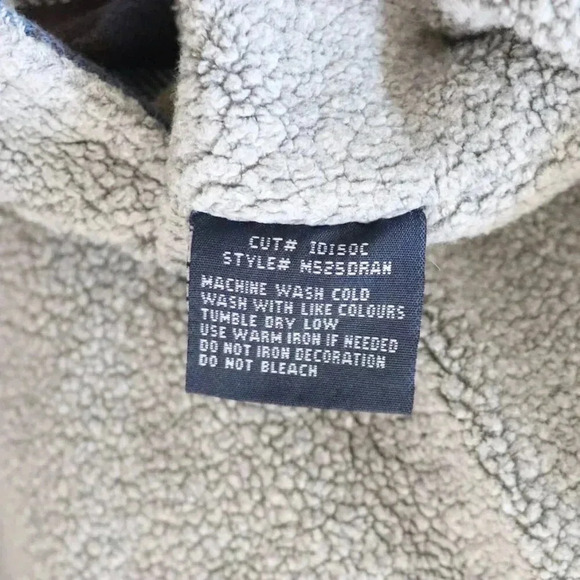 CUT# IDI50C
STYLE# M525DRAN
MACHINE WASH COLD
WASH WITH LIKE COLOURS
TUMBLE DRY LOW
USE WARM IRON IF NEEDED
DO NOT IRON DECORATION
DO NOT BLEACH